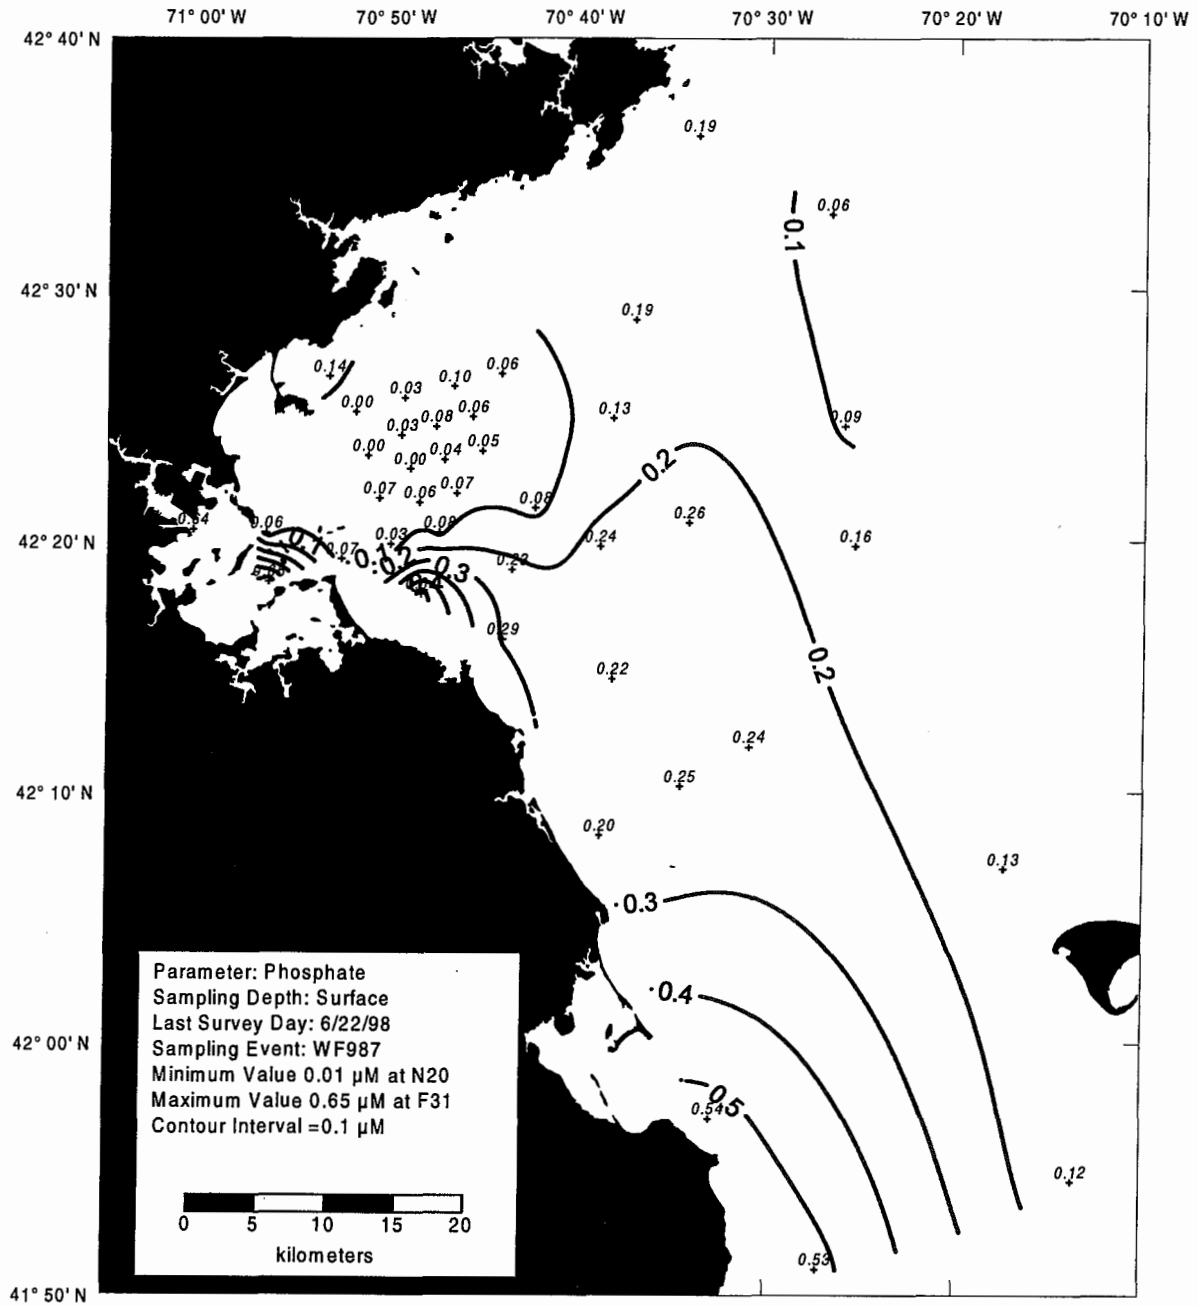 71° 00' W 70° 50' W 70° 40' W 70° 30' W 70° 20' W 70° 10' W
42° 40' N
0.19
0.06
0.1
42° 30' N
0.19
0.14
0.06
0.10
0.03
0.00
0.06
0.13
0.08
0.03
0.09
0.05
0.00
0.04
0.00
0.2
0.07
0.07
0.06
0.08
0.26
0.06
0.08
0.03
0.24
0.16
42° 20' N
0.07
0.1
0.3
0.29
0.2
0.22
0.24
0.25
42° 10' N
0.20
0.13
0.3
0.4
Parameter: Phosphate
Sampling Depth: Surface
Last Survey Day: 6/22/98
Sampling Event: WF987
Minimum Value 0.01 µM at N20
Maximum Value 0.65 µM at F31
Contour Interval =0.1 µM
42° 00' N
0.5
0.54
0.12
0 5 10 15 20
kilometers
0.53
41° 50' N